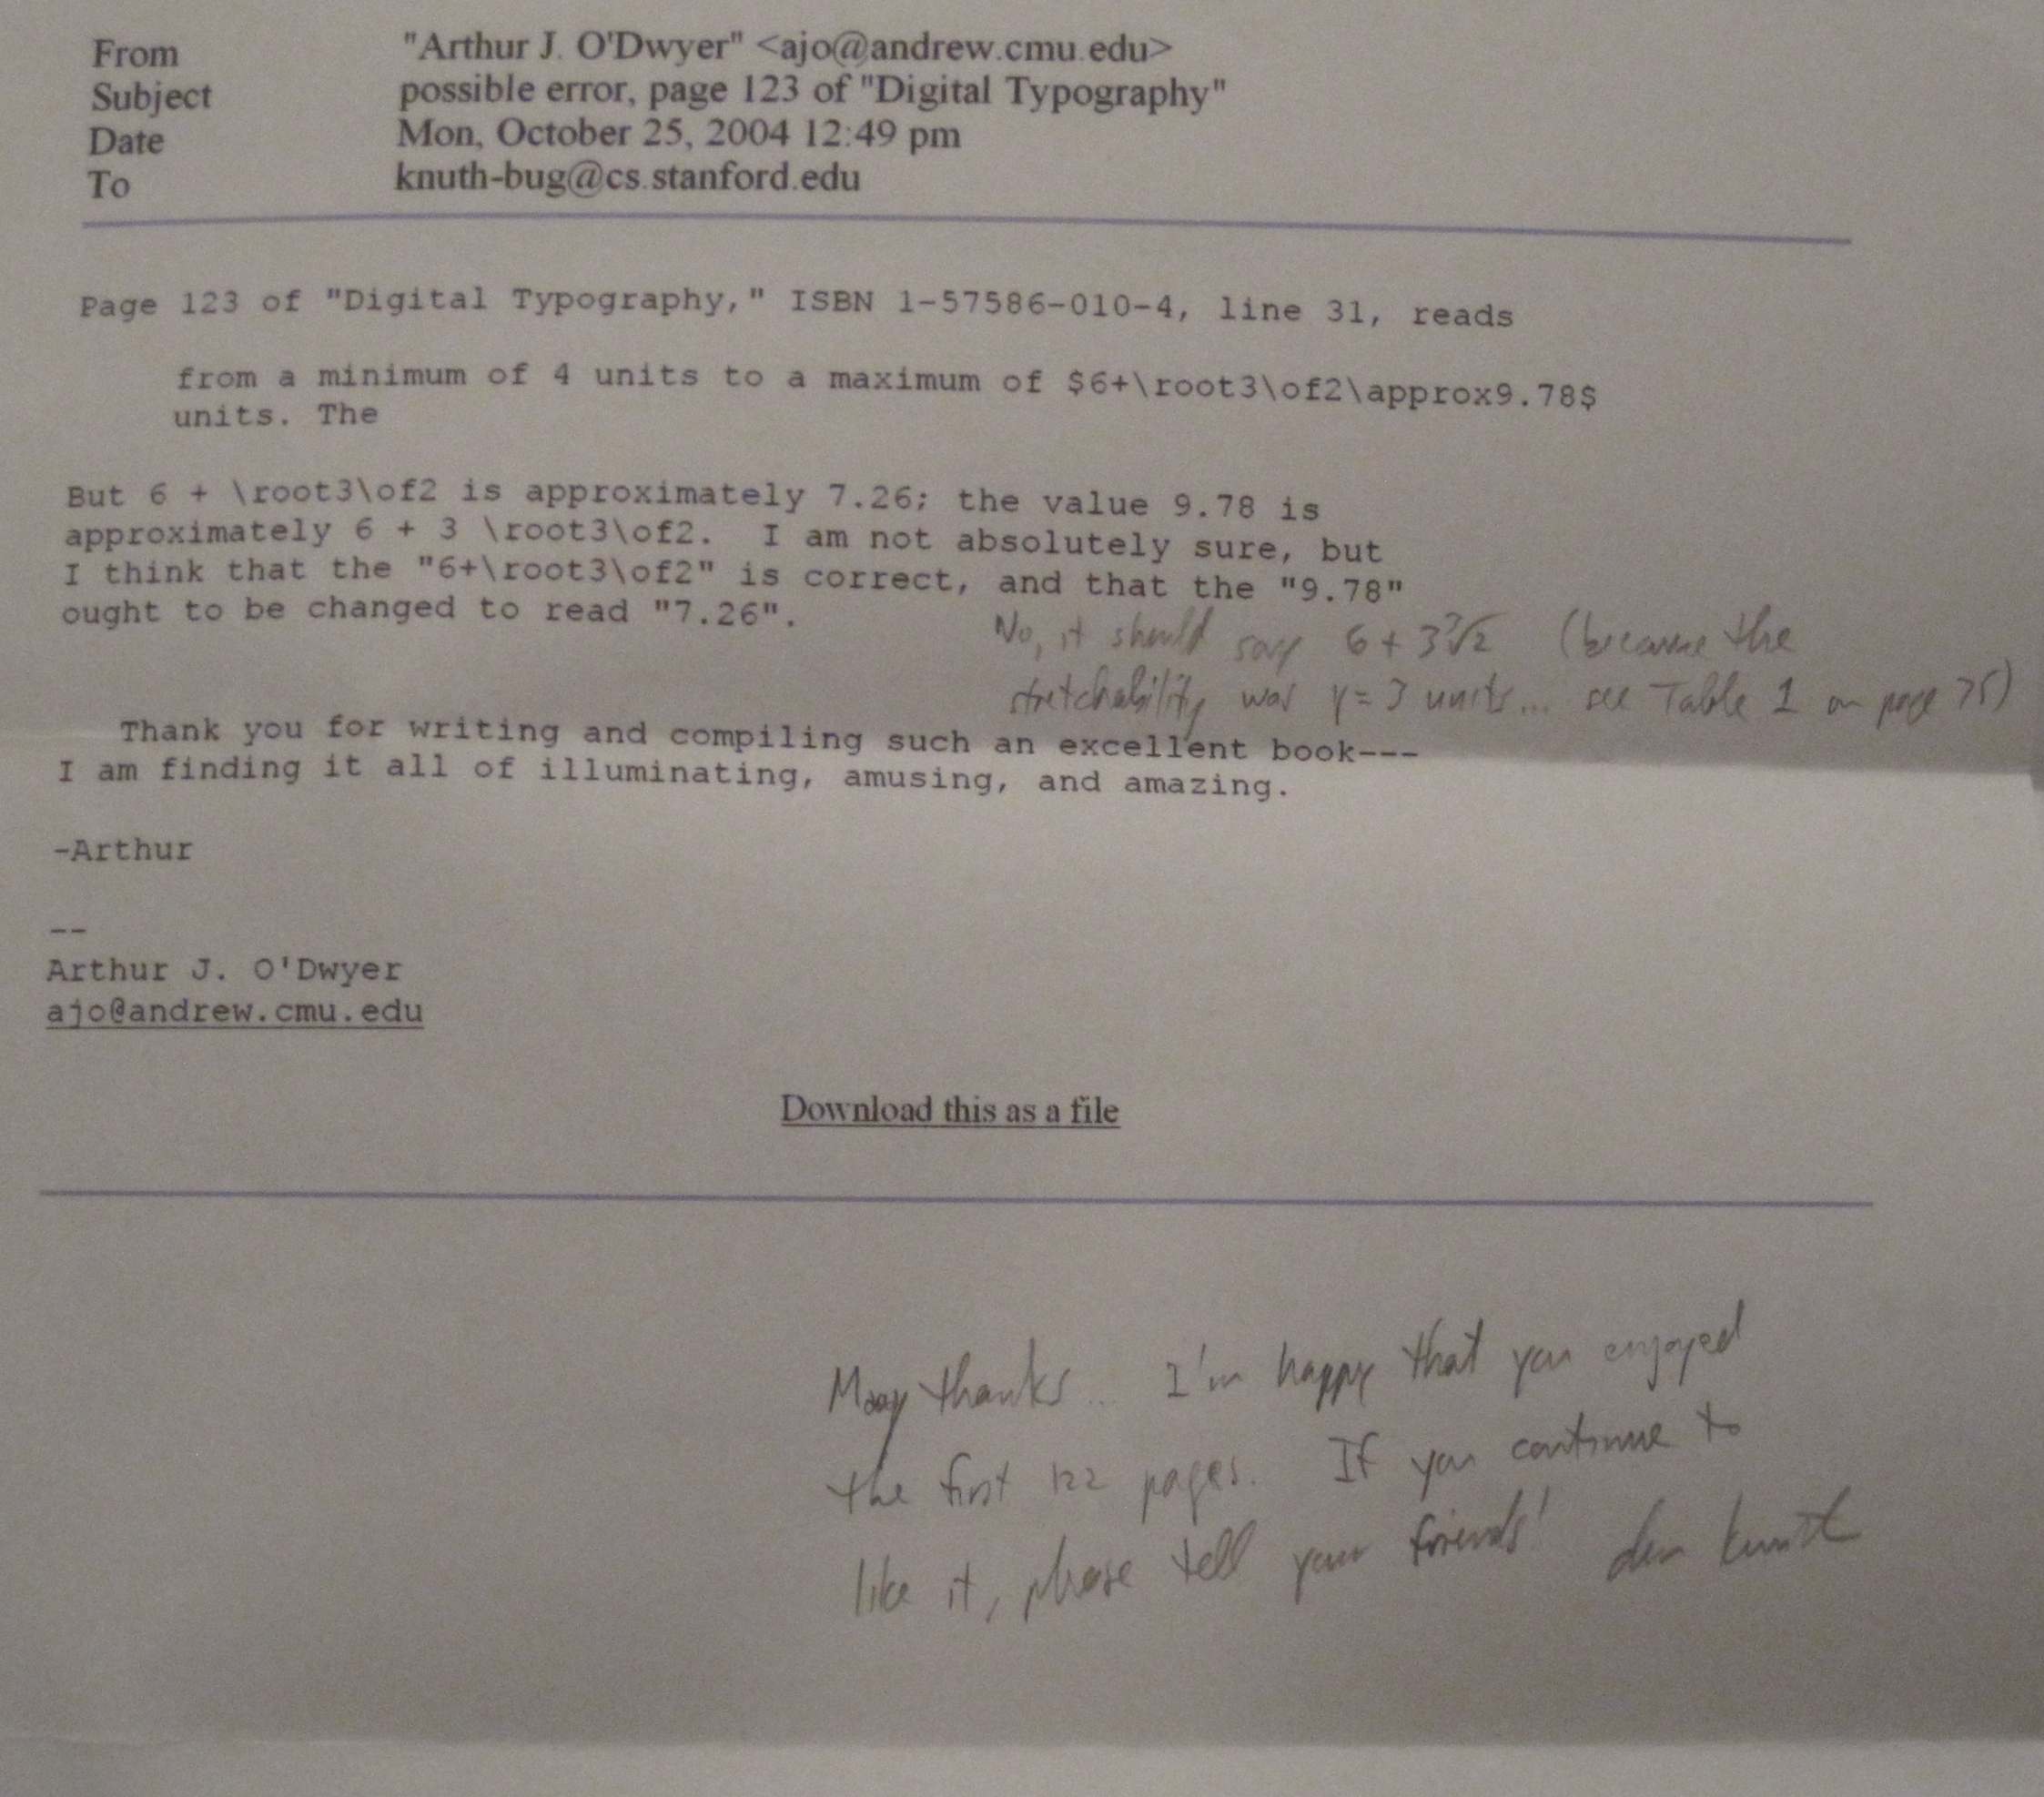 From "Arthur J. O'Dwyer" <ajo@andrew.cmu.edu>
Subject possible error, page 123 of "Digital Typography"
Date Mon, October 25, 2004 12:49 pm
To knuth-bug@cs.stanford.edu
Page 123 of "Digital Typography," ISBN 1-57586-010-4, line 31, reads
from a minimum of 4 units to a maximum of $6+\root3\of2\approx9.78$
units. The
But 6 + \root3\of2 is approximately 7.26; the value 9.78 is
approximately 6 + 3 \root3\of2. I am not absolutely sure, but
I think that the "6+\root3\of2" is correct, and that the "9.78"
ought to be changed to read "7.26".
No, it should say 6 + 3∛2 (because the
stretchability was y = 3 units... see Table 1 on page 75)
Thank you for writing and compiling such an excellent book---
I am finding it all of illuminating, amusing, and amazing.
-Arthur
--
Arthur J. O'Dwyer
ajo@andrew.cmu.edu
Download this as a file
Many thanks... I'm happy that you enjoyed
the first 122 pages. If you continue to
like it, please tell your friends! don knuth